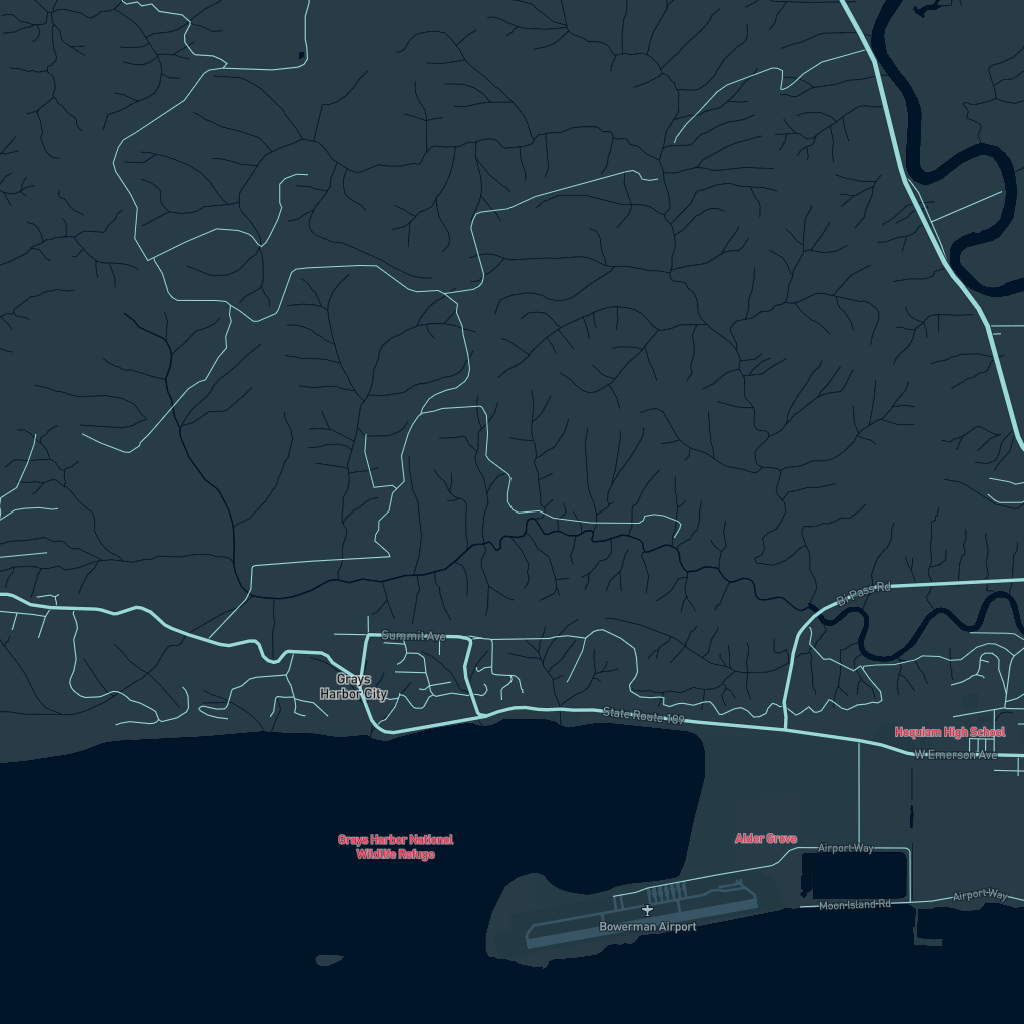 Bi Pass Rd
Summit Ave
Grays
Harbor City
State Route 109
Hoquiam High School
W Emerson Ave
Grays Harbor National
Wildlife Refuge
Alder Grove
Airport Way
Airport Way
Moon Island Rd
Bowerman Airport